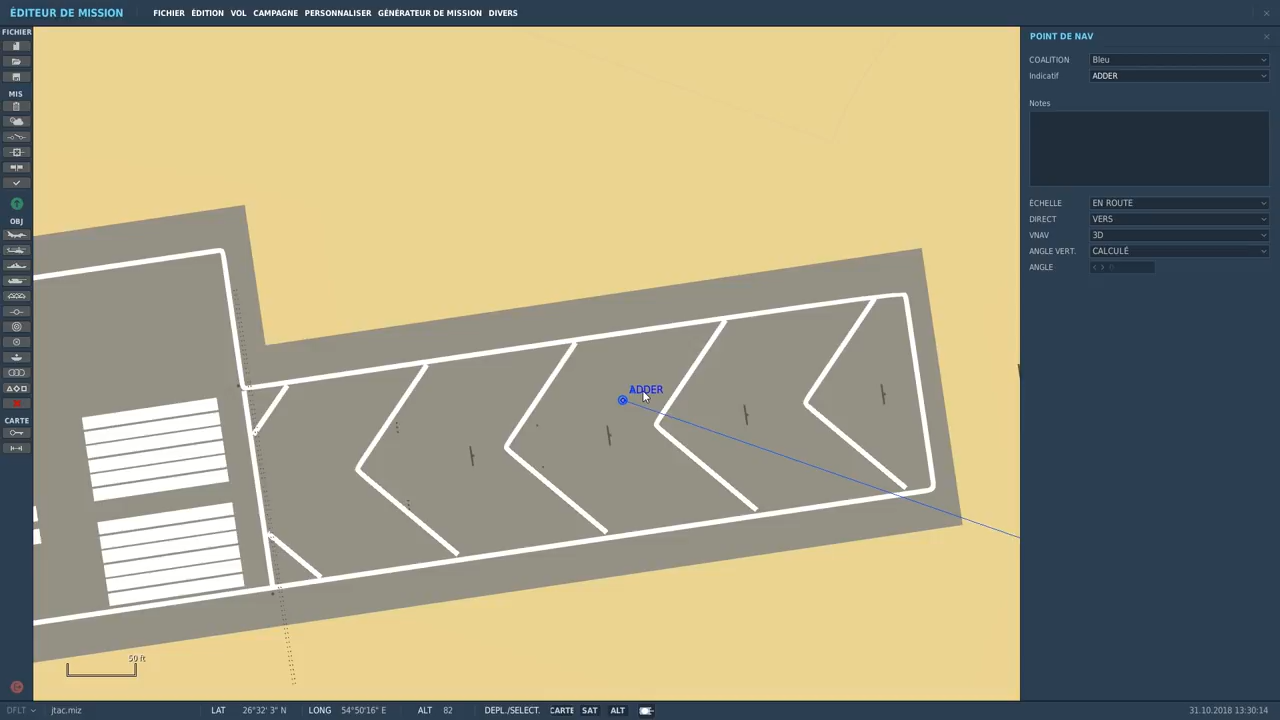 ÉDITEUR DE MISSION FICHIER ÉDITION VOL CAMPAGNE PERSONNALISER GÉNÉRATEUR DE MISSION DIVERS
FICHIER
MIS
OBJ
CARTE
ADDER
50 ft
POINT DE NAV
COALITION Bleu
Indicatif ADDER
Notes
ÉCHELLE EN ROUTE
DIRECT VERS
VNAV 3D
ANGLE VERT. CALCULÉ
ANGLE 0
DFLT jtac.miz LAT 26°32' 3" N LONG 54°50'16" E ALT 82 DEPL./SELECT. CARTE SAT ALT 31.10.2018 13:30:14